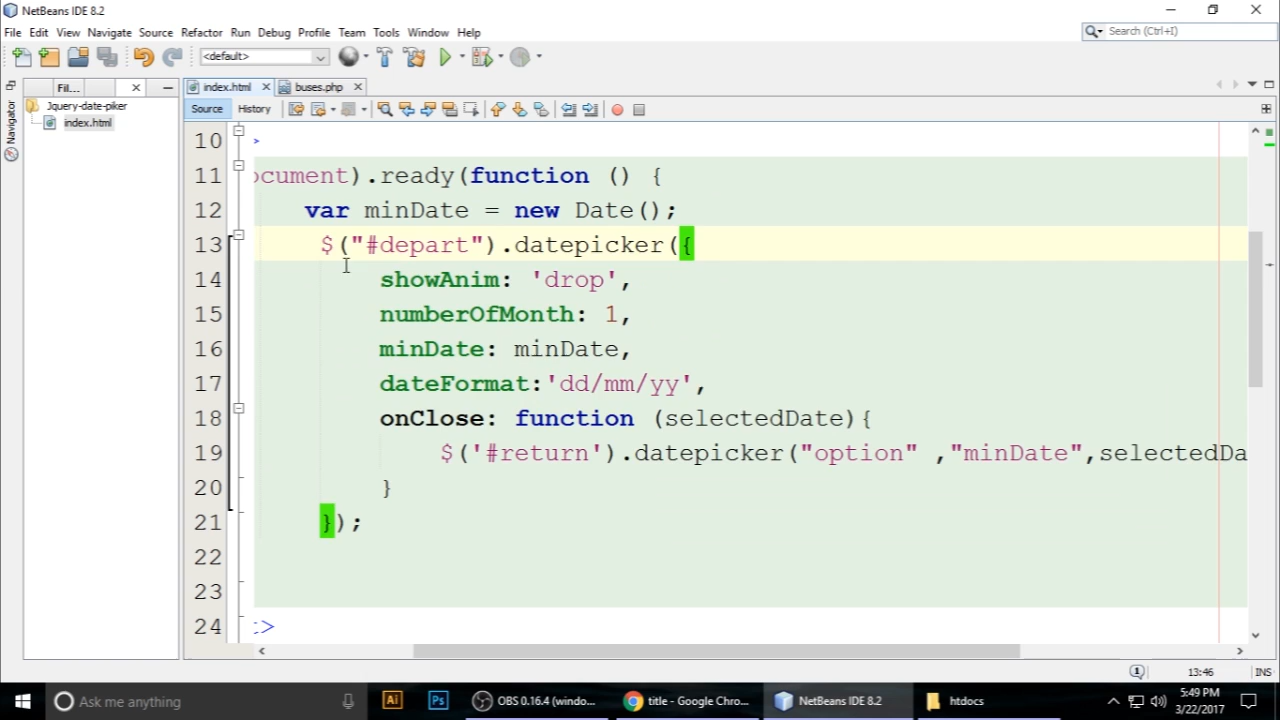 NetBeans IDE 8.2
File Edit View Navigate Source Refactor Run Debug Profile Team Tools Window Help
Search (Ctrl+I)
<default>
Fil...
index.html
buses.php
Navigator
Jquery-date-piker
index.html
Source History
10 >
11 ocument).ready(function () {
12 var minDate = new Date();
13 $("#depart").datepicker({
14 showAnim: 'drop',
15 numberOfMonth: 1,
16 minDate: minDate,
17 dateFormat:'dd/mm/yy',
18 onClose: function (selectedDate){
19 $('#return').datepicker("option" ,"minDate",selectedDa
20 }
21 });
22
23
24 t>
13:46 INS
Ask me anything
Ai
Ps
OBS 0.16.4 (windo...
title - Google Chro...
NetBeans IDE 8.2
htdocs
5:49 PM
3/22/2017